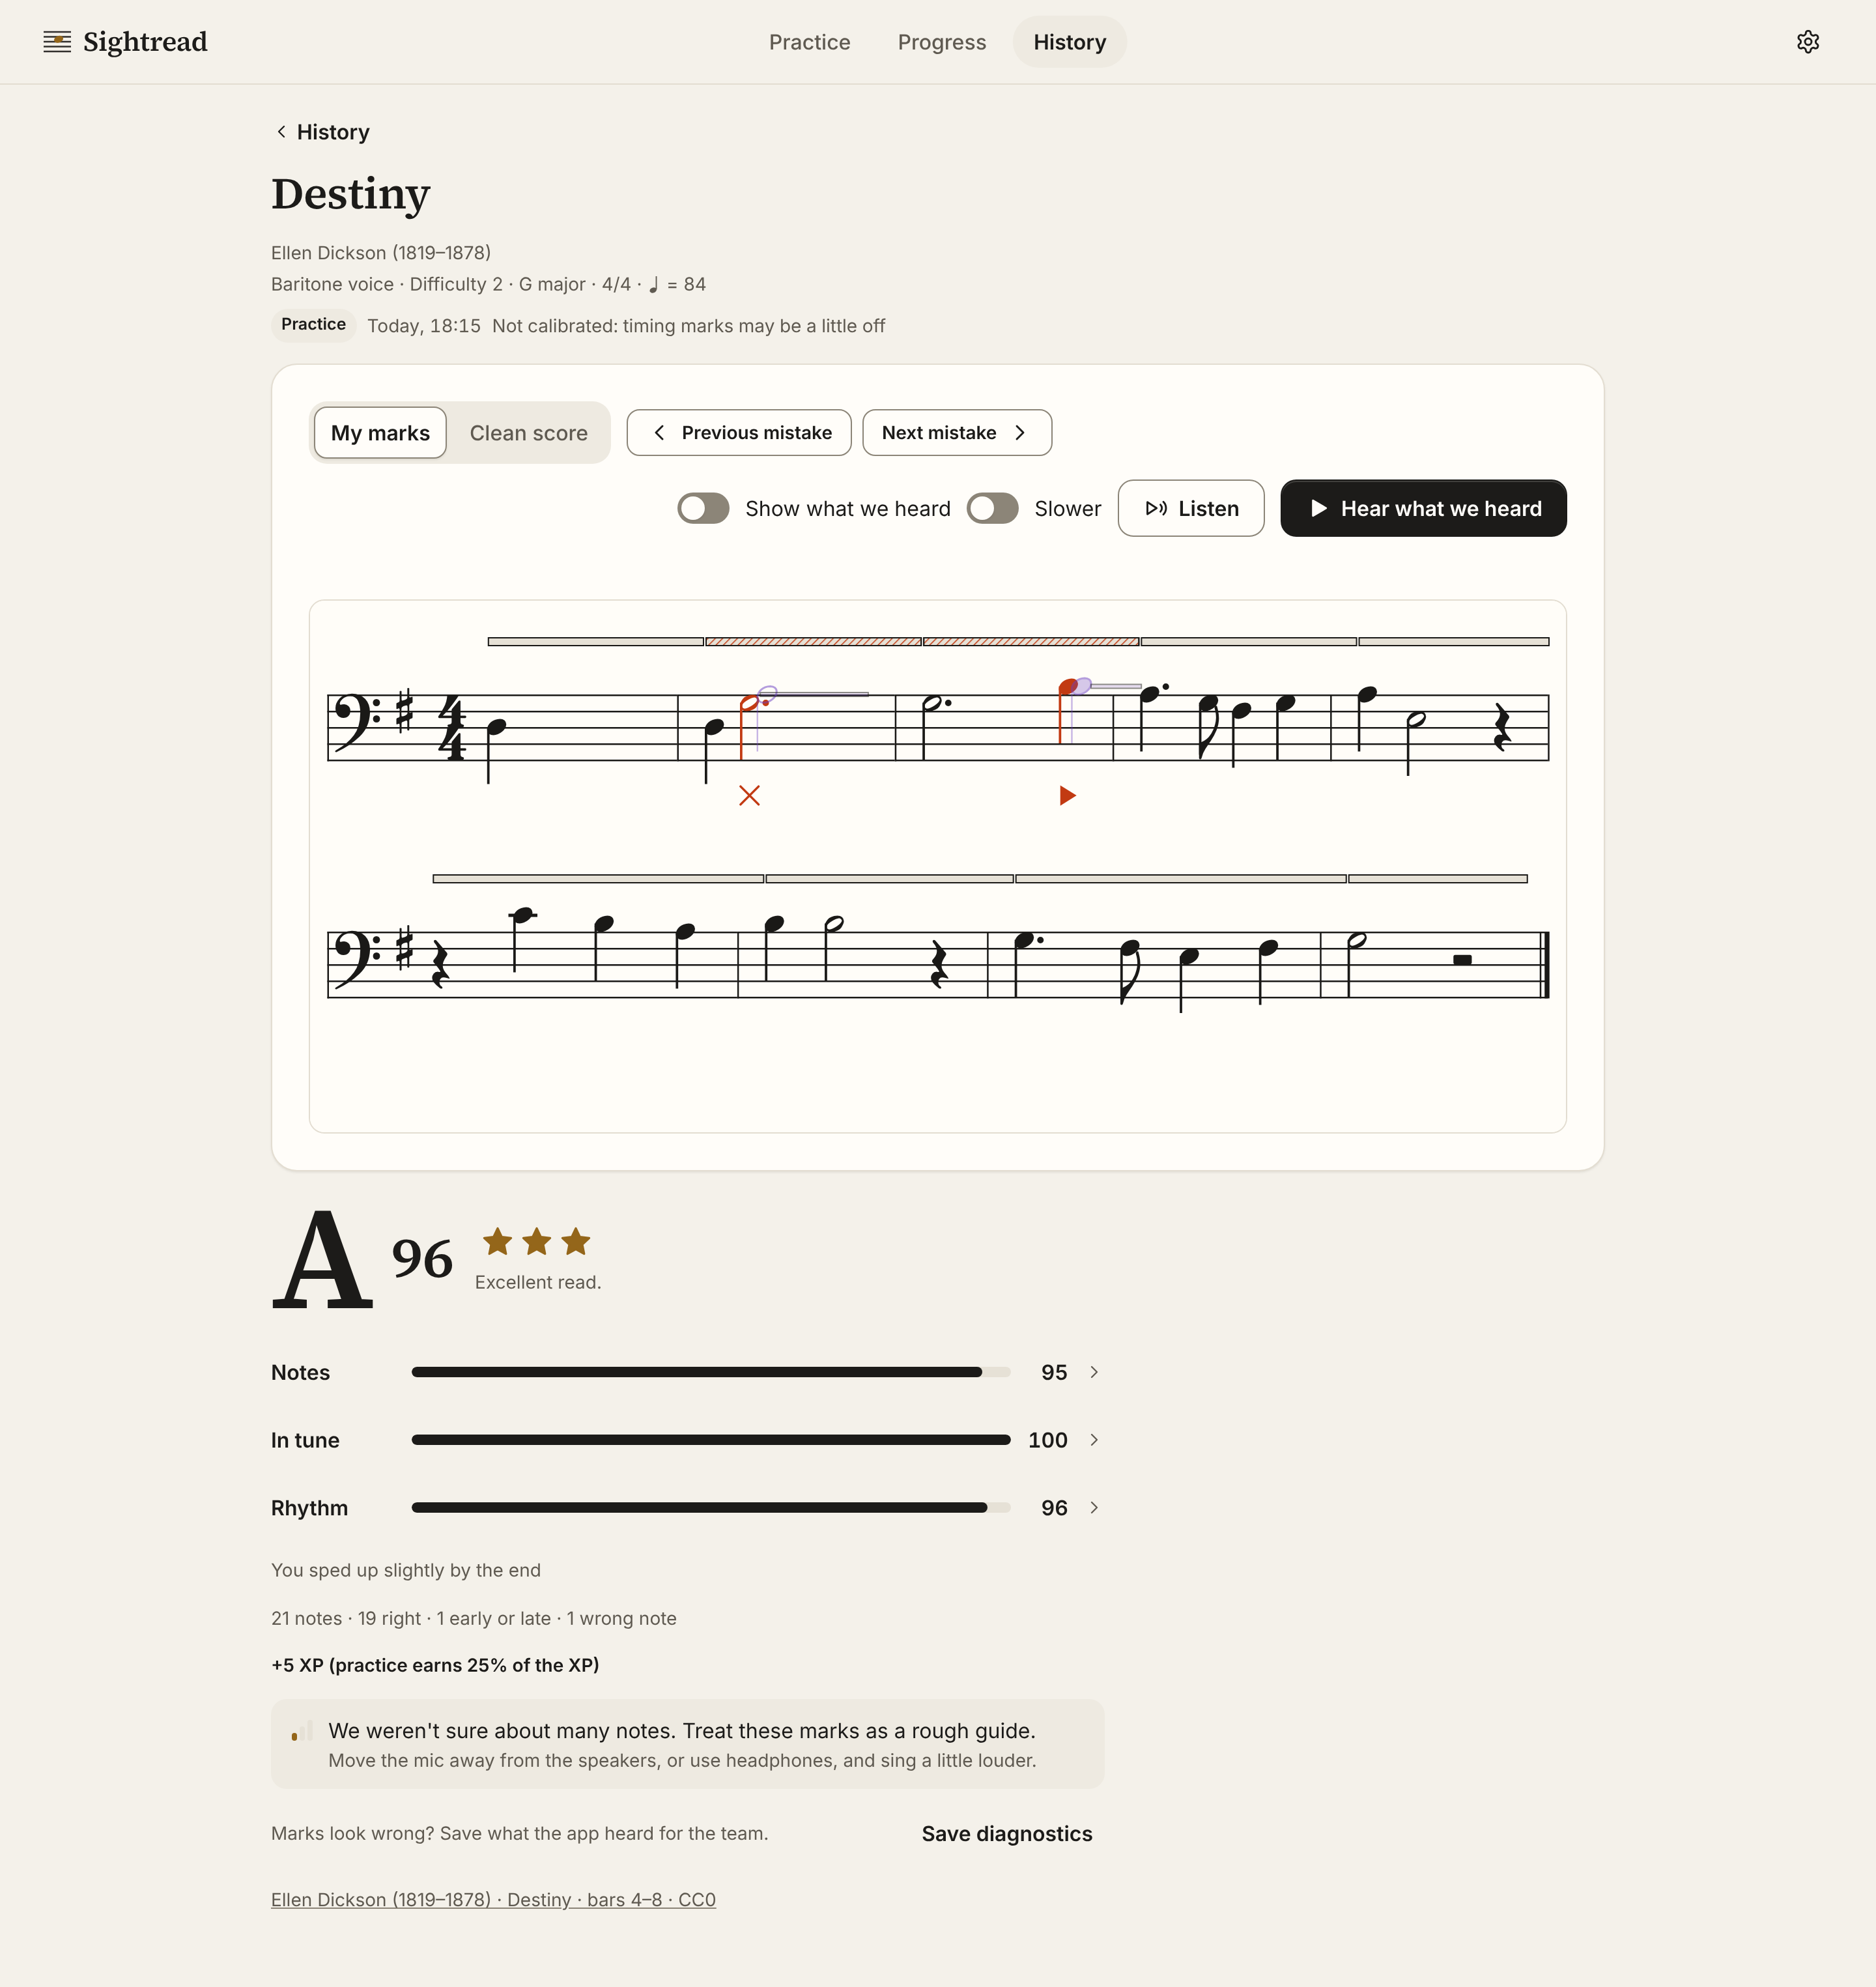 Sightread
Practice
Progress
History
History
Destiny
Ellen Dickson (1819–1878)
Baritone voice · Difficulty 2 · G major · 4/4 · ♩ = 84
Practice Today, 18:15 Not calibrated: timing marks may be a little off
My marks
Clean score
Previous mistake
Next mistake
Show what we heard
Slower
Listen
Hear what we heard
4
4
A
96
Excellent read.
Notes 95
In tune 100
Rhythm 96
You sped up slightly by the end
21 notes · 19 right · 1 early or late · 1 wrong note
+5 XP (practice earns 25% of the XP)
We weren't sure about many notes. Treat these marks as a rough guide.
Move the mic away from the speakers, or use headphones, and sing a little louder.
Marks look wrong? Save what the app heard for the team.
Save diagnostics
Ellen Dickson (1819–1878) · Destiny · bars 4–8 · CC0